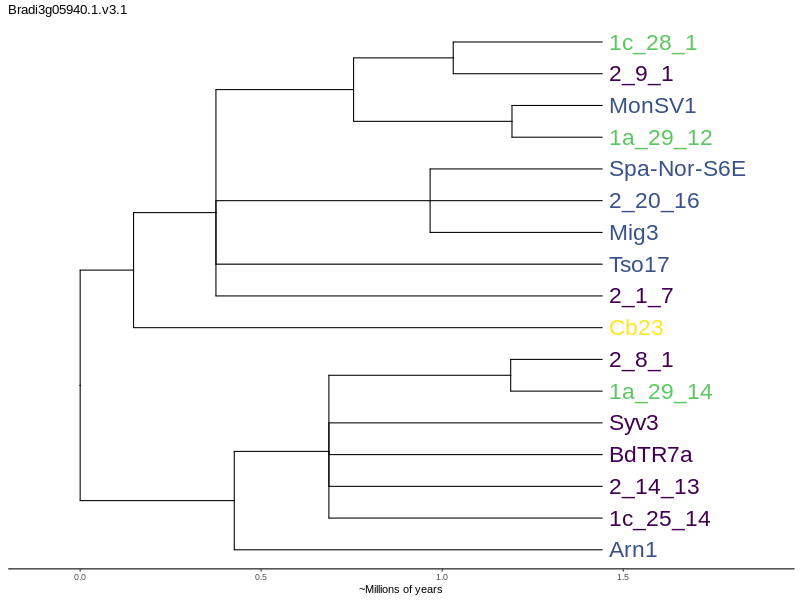 Bradi3g05940.1.v3.1
1c_28_1
2_9_1
MonSV1
1a_29_12
Spa-Nor-S6E
2_20_16
Mig3
Tso17
2_1_7
Cb23
2_8_1
1a_29_14
Syv3
BdTR7a
2_14_13
1c_25_14
Arn1
0.0 0.5 1.0 1.5
~Millions of years